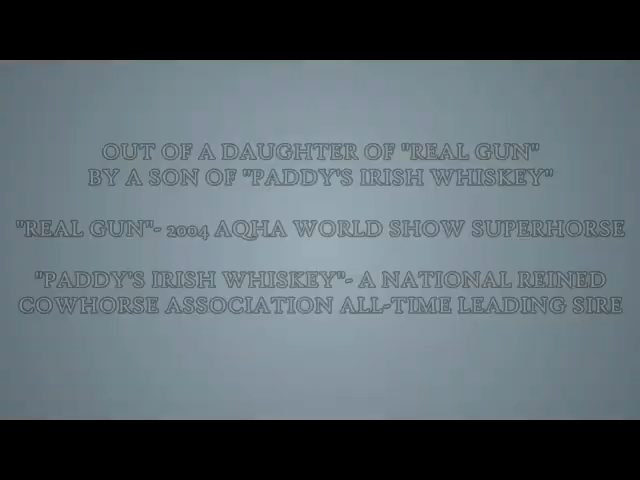 OUT OF A DAUGHTER OF "REAL GUN"
BY A SON OF "PADDY'S IRISH WHISKEY"
"REAL GUN"- 2004 AQHA WORLD SHOW SUPERHORSE
"PADDY'S IRISH WHISKEY"- A NATIONAL REINED
COWHORSE ASSOCIATION ALL-TIME LEADING SIRE